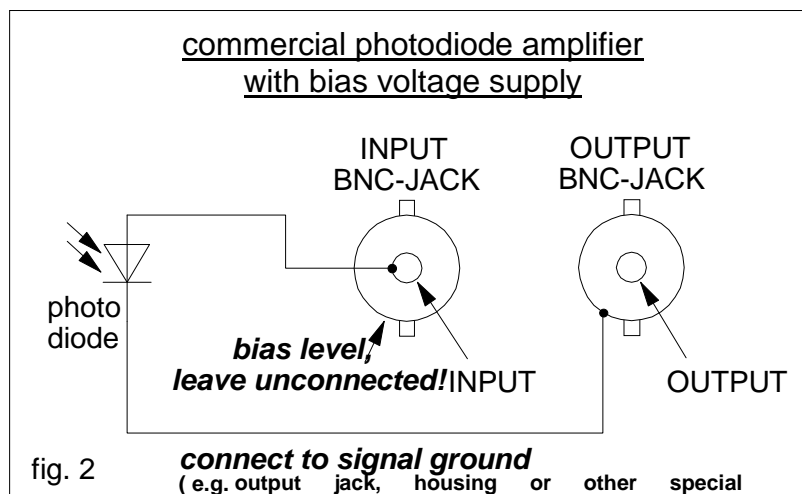 commercial photodiode amplifier
with bias voltage supply
INPUT
BNC-JACK
OUTPUT
BNC-JACK
photo
diode
bias level,
leave unconnected!
INPUT
OUTPUT
fig. 2
connect to signal ground
( e.g. output jack, housing or other special